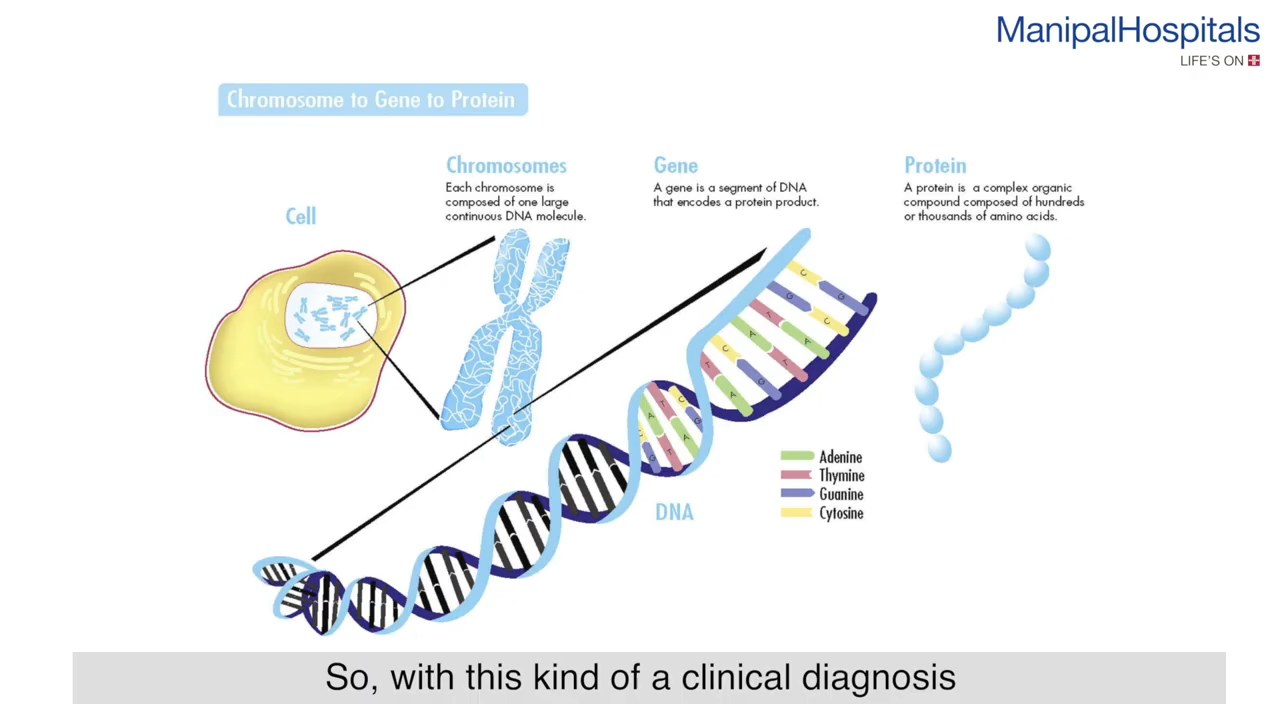 ManipalHospitals
LIFE'S ON
Chromosome to Gene to Protein
Cell
Chromosomes
Each chromosome is
composed of one large
continuous DNA molecule.
Gene
A gene is a segment of DNA
that encodes a protein product.
Protein
A protein is a complex organic
compound composed of hundreds
or thousands of amino acids.
C G
G C
T A
A T
C G
T A
C G
A T
T A
G
Adenine
Thymine
Guanine
Cytosine
DNA
So, with this kind of a clinical diagnosis